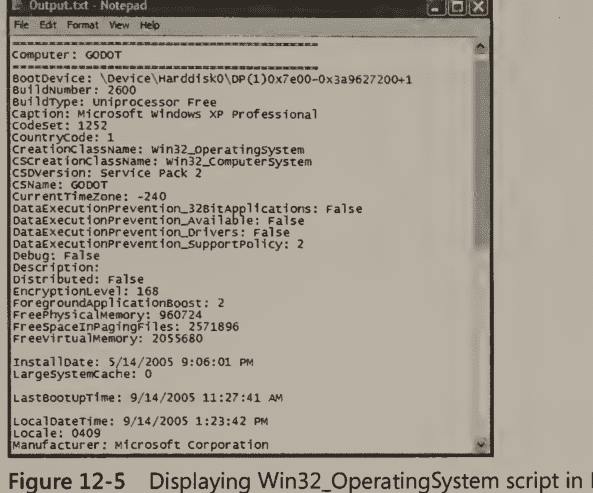 Output.txt - Notepad
File Edit Format View Help
==================================================
Computer: GODOT
==================================================
BootDevice: \Device\Harddisk0\DP(1)0x7e00-0x3a9627200+1
BuildNumber: 2600
BuildType: Uniprocessor Free
Caption: Microsoft Windows XP Professional
CodeSet: 1252
CountryCode: 1
CreationClassName: Win32_OperatingSystem
CSCreationClassName: Win32_ComputerSystem
CSDVersion: Service Pack 2
CSName: GODOT
CurrentTimeZone: -240
DataExecutionPrevention_32BitApplications: False
DataExecutionPrevention_Available: False
DataExecutionPrevention_Drivers: False
DataExecutionPrevention_SupportPolicy: 2
Debug: False
Description:
Distributed: False
EncryptionLevel: 168
ForegroundApplicationBoost: 2
FreePhysicalMemory: 960724
FreeSpaceInPagingFiles: 2571896
FreeVirtualMemory: 2055680
InstallDate: 5/14/2005 9:06:01 PM
LargeSystemCache: 0
LastBootUpTime: 9/14/2005 11:27:41 AM
LocalDateTime: 9/14/2005 1:23:42 PM
Locale: 0409
Manufacturer: Microsoft Corporation
Figure 12-5 Displaying Win32_OperatingSystem script in